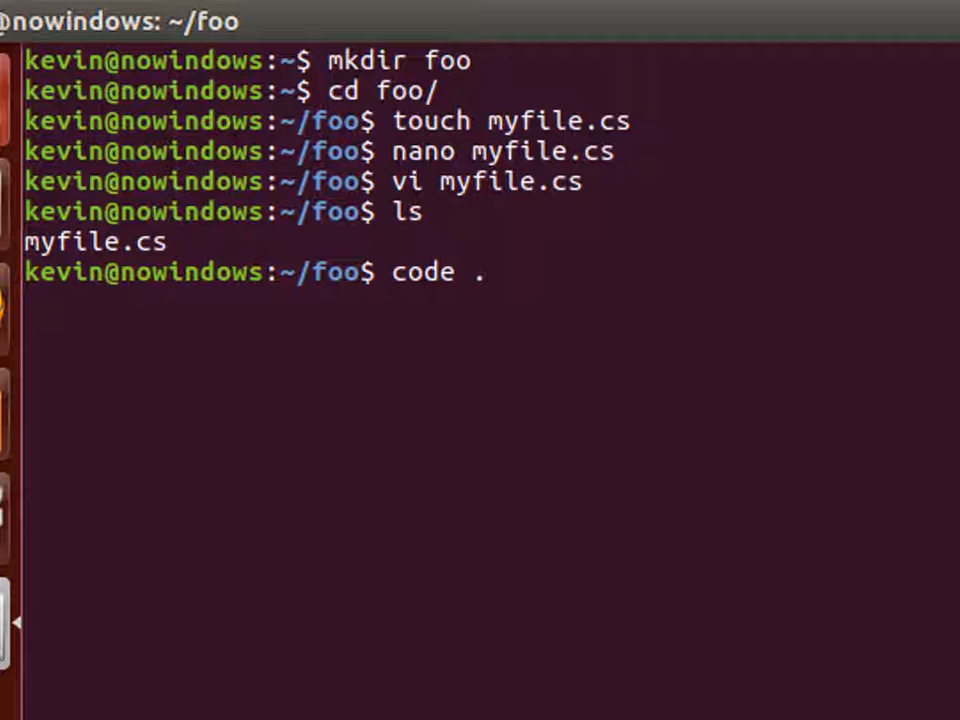 @nowindows: ~/foo
kevin@nowindows:~$ mkdir foo
kevin@nowindows:~$ cd foo/
kevin@nowindows:~/foo$ touch myfile.cs
kevin@nowindows:~/foo$ nano myfile.cs
kevin@nowindows:~/foo$ vi myfile.cs
kevin@nowindows:~/foo$ ls
myfile.cs
kevin@nowindows:~/foo$ code .